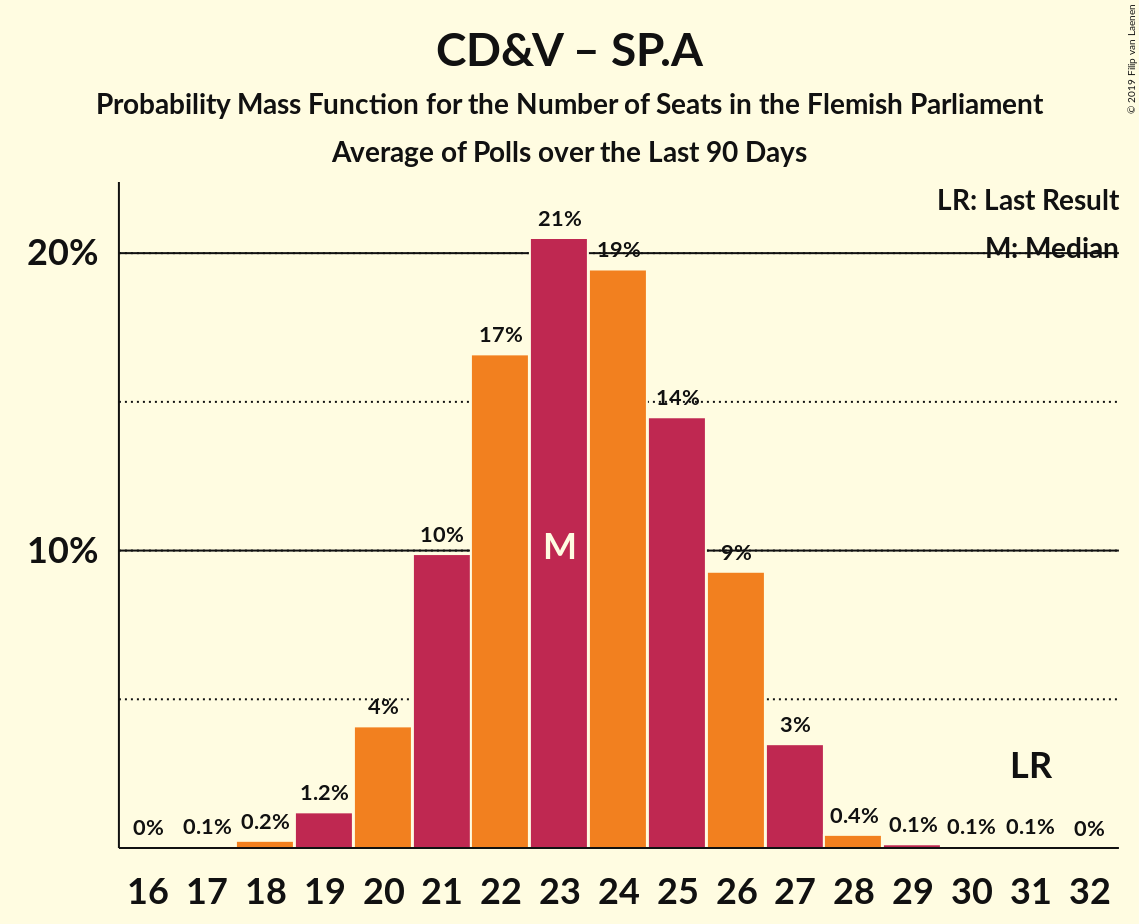 CD&V – SP.A
Probability Mass Function for the Number of Seats in the Flemish Parliament
Average of Polls over the Last 90 Days
© 2019 Filip van Laenen
LR: Last Result
M: Median
20%
10%
0%
0.1%
0.2%
1.2%
4%
10%
17%
21%
19%
14%
9%
3%
0.4%
0.1%
0.1%
0.1%
0%
M
LR
16 17 18 19 20 21 22 23 24 25 26 27 28 29 30 31 32